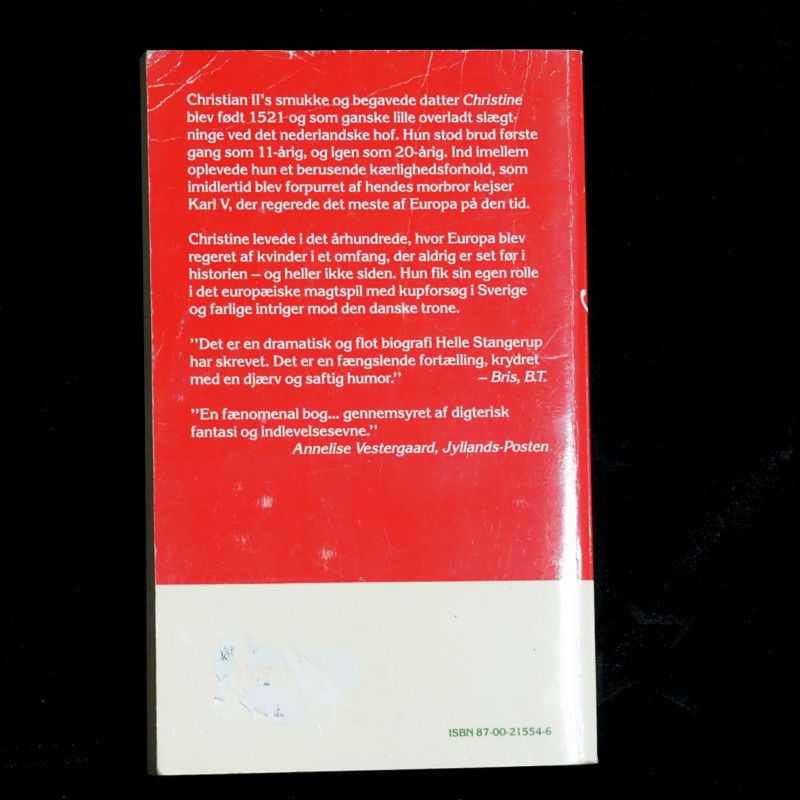 Christian II's smukke og begavede datter Christine
blev født 1521 og som ganske lille overladt slægt-
ninge ved det nederlandske hof. Hun stod brud første
gang som 11-årig, og igen som 20-årig. Ind imellem
oplevede hun et berusende kærlighedsforhold, som
imidlertid blev forpurret af hendes morbror kejser
Karl V, der regerede det meste af Europa på den tid.
Christine levede i det århundrede, hvor Europa blev
regeret af kvinder i et omfang, der aldrig er set før i
historien – og heller ikke siden. Hun fik sin egen rolle
i det europæiske magtspil med kupforsøg i Sverige
og farlige intriger mod den danske trone.
"Det er en dramatisk og flot biografi Helle Stangerup
har skrevet. Det er en fængslende fortælling, krydret
med en djærv og saftig humor." – Bris, B.T.
"En fænomenal bog... gennemsyret af digterisk
fantasi og indlevelsesevne."
Annelise Vestergaard, Jyllands-Posten
ISBN 87-00-21554-6